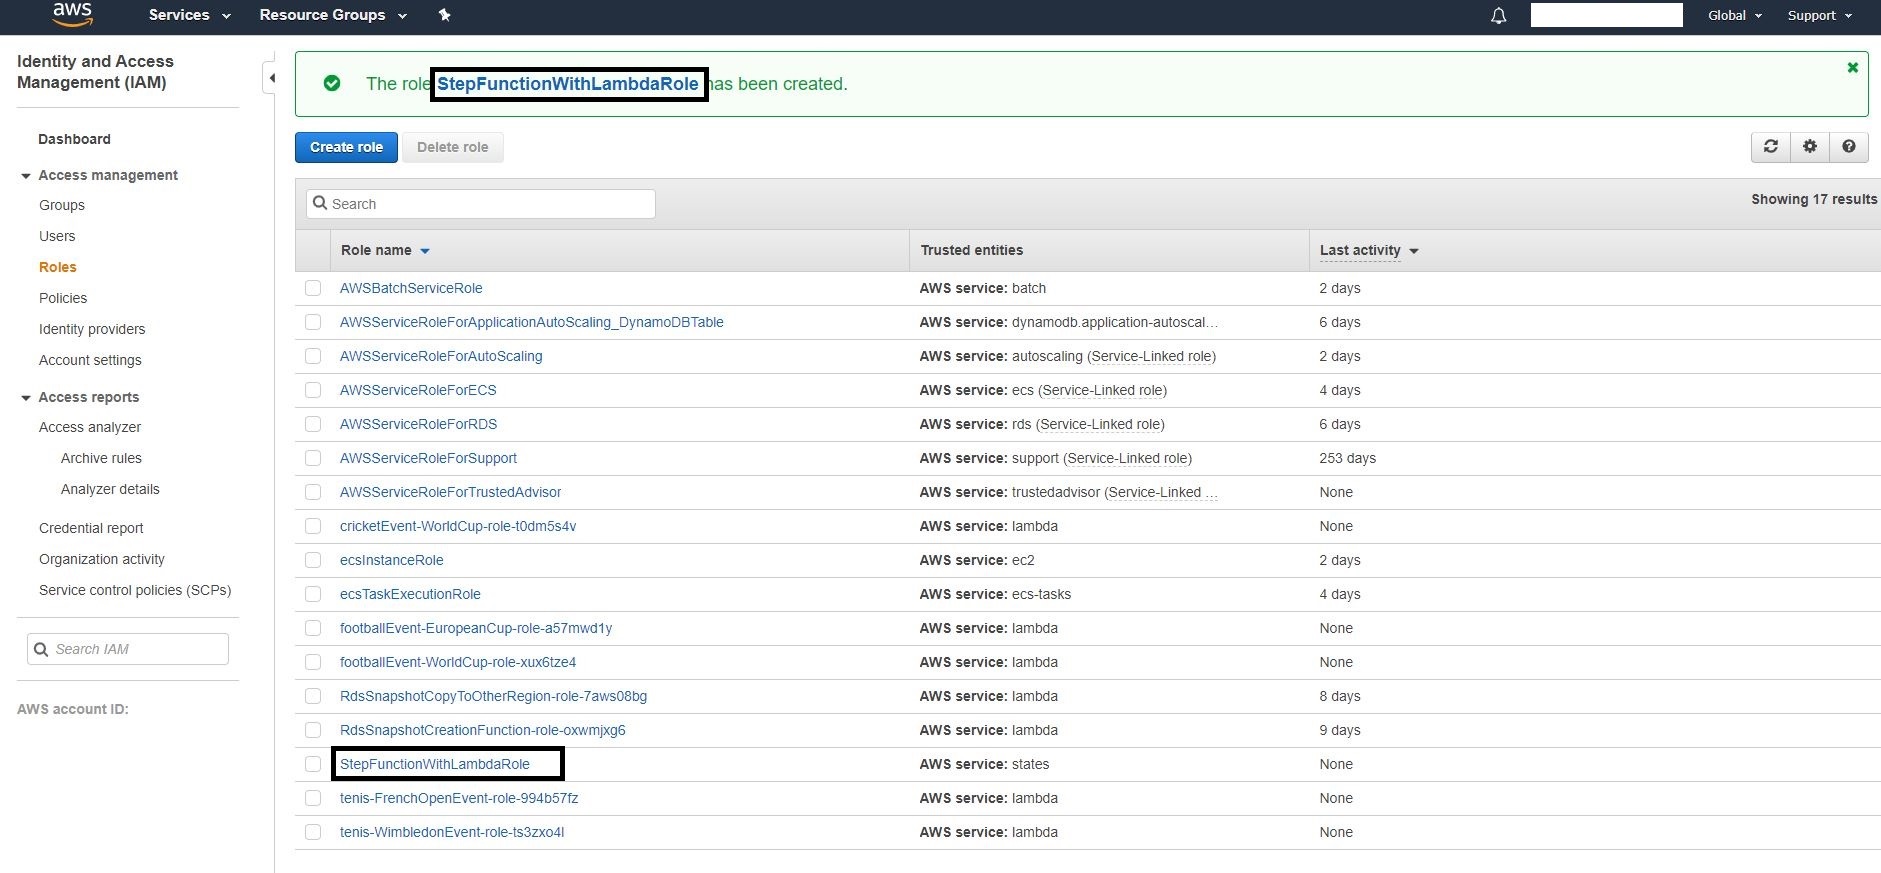 aws Services Resource Groups Global Support
Identity and Access
Management (IAM)
Dashboard
Access management
Groups
Users
Roles
Policies
Identity providers
Account settings
Access reports
Access analyzer
Archive rules
Analyzer details
Credential report
Organization activity
Service control policies (SCPs)
Search IAM
AWS account ID:
The role StepFunctionWithLambdaRole has been created.
Create role Delete role
Search
Showing 17 results
Role name Trusted entities Last activity
AWSBatchServiceRole AWS service: batch 2 days
AWSServiceRoleForApplicationAutoScaling_DynamoDBTable AWS service: dynamodb.application-autoscal… 6 days
AWSServiceRoleForAutoScaling AWS service: autoscaling (Service-Linked role) 2 days
AWSServiceRoleForECS AWS service: ecs (Service-Linked role) 4 days
AWSServiceRoleForRDS AWS service: rds (Service-Linked role) 6 days
AWSServiceRoleForSupport AWS service: support (Service-Linked role) 253 days
AWSServiceRoleForTrustedAdvisor AWS service: trustedadvisor (Service-Linked … None
cricketEvent-WorldCup-role-t0dm5s4v AWS service: lambda None
ecsInstanceRole AWS service: ec2 2 days
ecsTaskExecutionRole AWS service: ecs-tasks 4 days
footballEvent-EuropeanCup-role-a57mwd1y AWS service: lambda None
footballEvent-WorldCup-role-xux6tze4 AWS service: lambda None
RdsSnapshotCopyToOtherRegion-role-7aws08bg AWS service: lambda 8 days
RdsSnapshotCreationFunction-role-oxwmjxg6 AWS service: lambda 9 days
StepFunctionWithLambdaRole AWS service: states None
tenis-FrenchOpenEvent-role-994b57fz AWS service: lambda None
tenis-WimbledonEvent-role-ts3zxo4l AWS service: lambda None